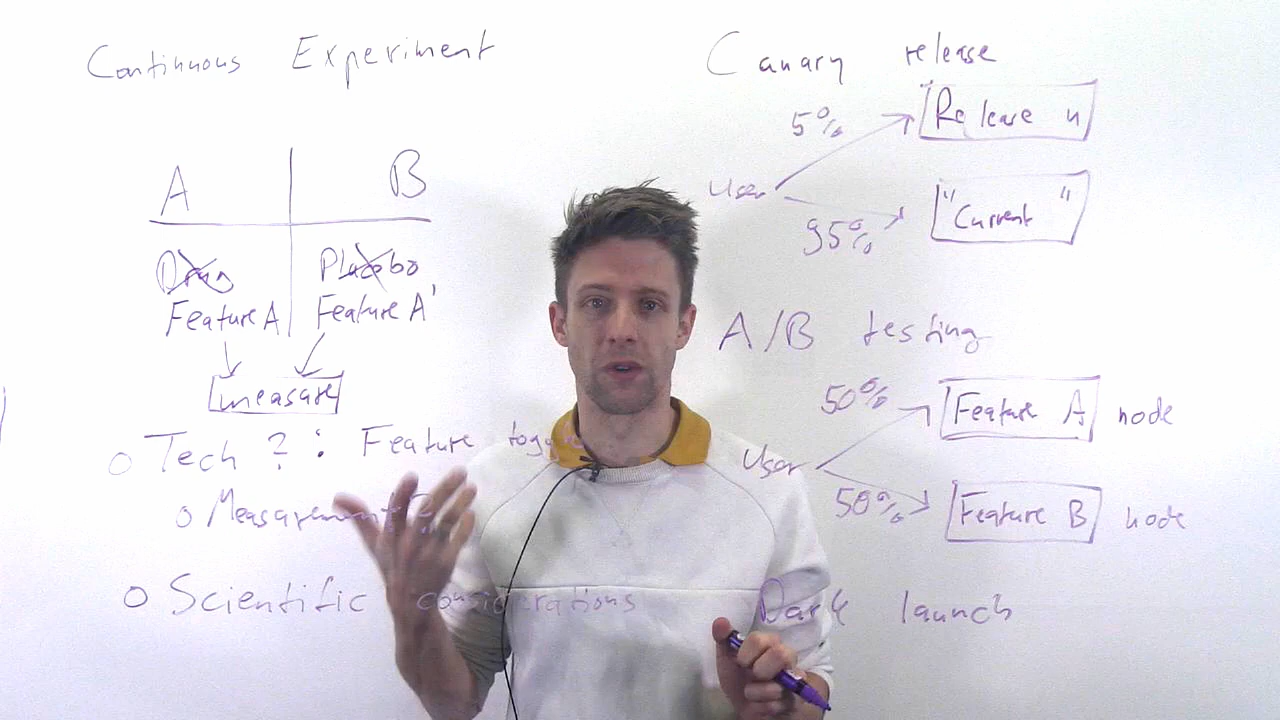 Continuous Experiment
A B
Drug Placebo
Feature A Feature A'
measure
o Tech ? : Feature toggle
o Measurement ?
o Scientific considerations
Canary release
5% Release n
User
95% "Current"
A/B testing
50% Feature A node
User
50% Feature B node
Dark launch